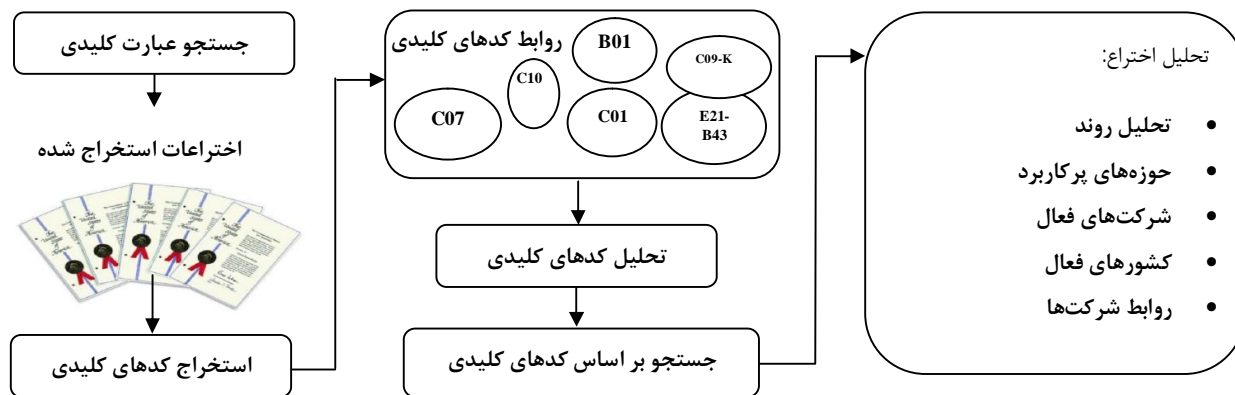 جستجو عبارت کلیدی
اختراعات استخراج شده
استخراج کدهای کلیدی
روابط کدهای کلیدی
B01
C09-K
C10
C07
C01
E21-
B43
تحلیل کدهای کلیدی
جستجو بر اساس کدهای کلیدی
تحلیل اختراع:
• تحلیل روند
• حوزه‌های پرکاربرد
• شرکت‌های فعال
• کشورهای فعال
• روابط شرکت‌ها